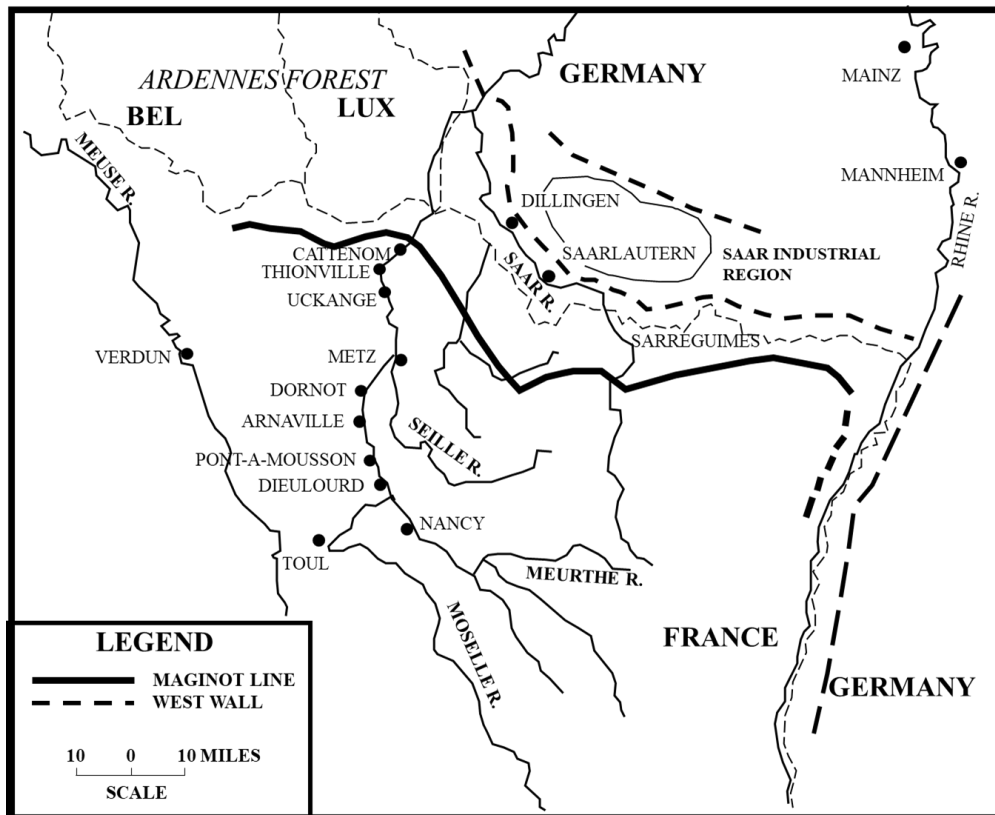 GERMANY
MAINZ
ARDENNES FOREST
BEL
LUX
MEUSE R.
MANNHEIM
DILLINGEN
RHINE R.
CATTENOM
SAARLAUTERN
SAAR INDUSTRIAL
REGION
THIONVILLE
SAAR R.
UCKANGE
SARREGUIMES
VERDUN
METZ
DORNOT
ARNAVILLE
SEILLE R.
PONT-A-MOUSSON
DIEULOURD
NANCY
TOUL
MEURTHE R.
MOSELLE R.
FRANCE
GERMANY
LEGEND
MAGINOT LINE
WEST WALL
10 0 10 MILES
SCALE